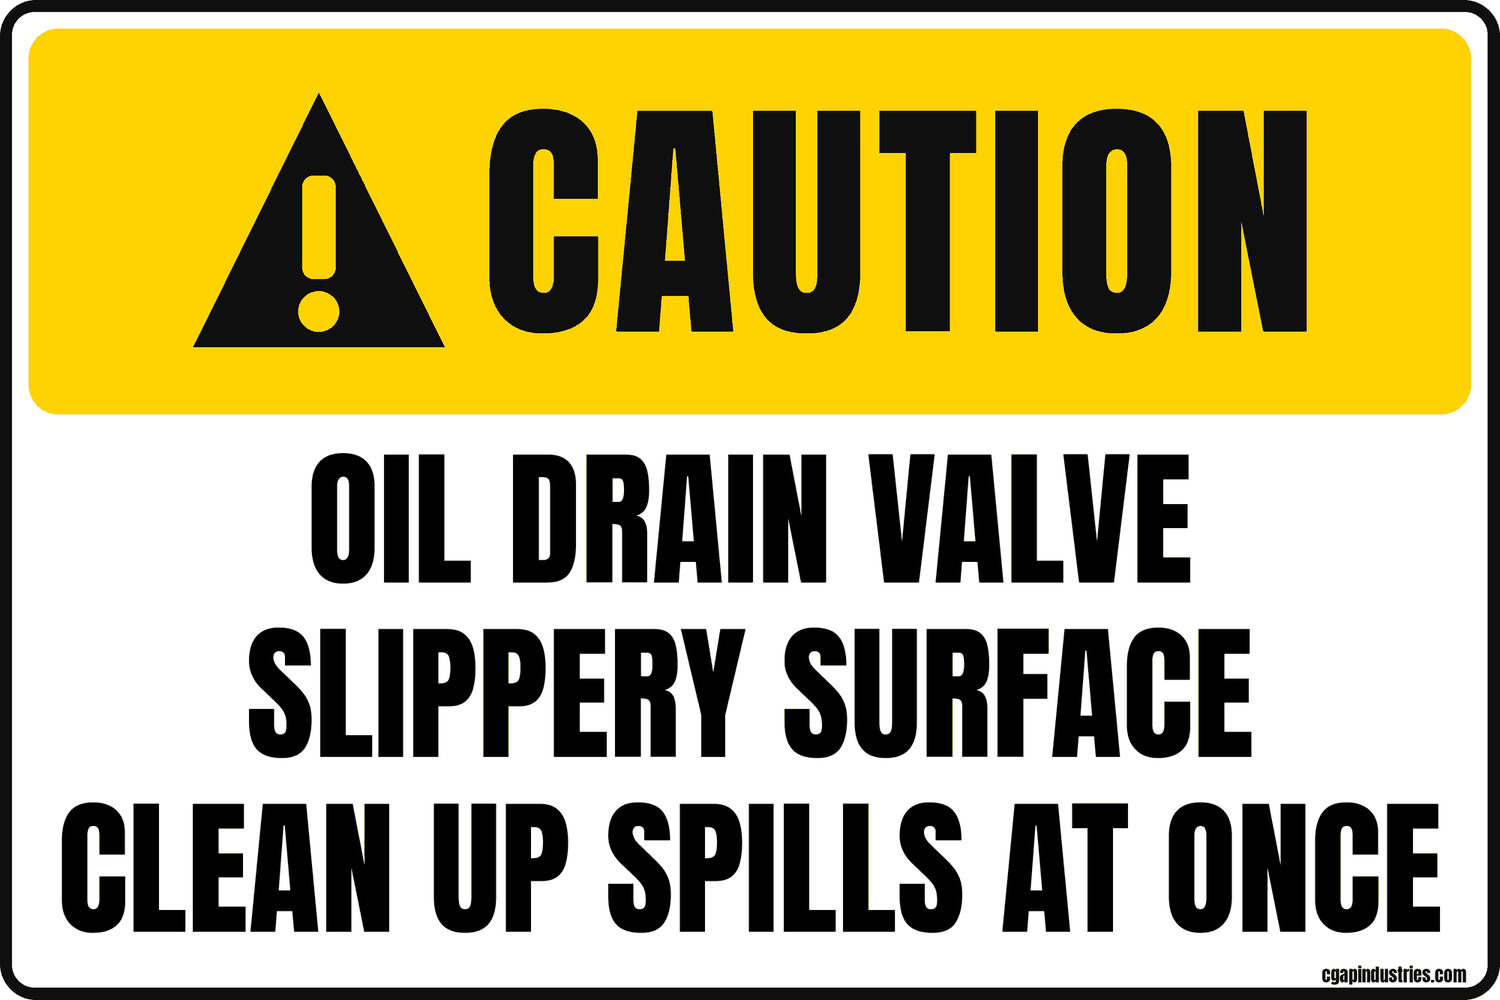 CAUTION
OIL DRAIN VALVE
SLIPPERY SURFACE
CLEAN UP SPILLS AT ONCE
cgapindustries.com